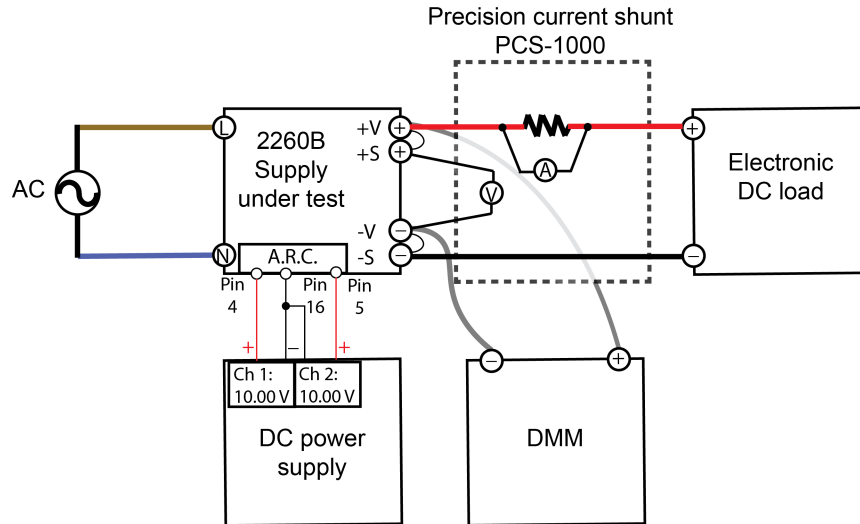 Precision current shunt
PCS-1000
L
2260B
Supply
under test
+V
+
+S
+
A
V
+
Electronic
DC load
AC
-V
−
-S
−
−
N
A.R.C.
Pin
4
Pin
16
Pin
5
+
−
+
Ch 1:
10.00 V
Ch 2:
10.00 V
DC power
supply
−
+
DMM